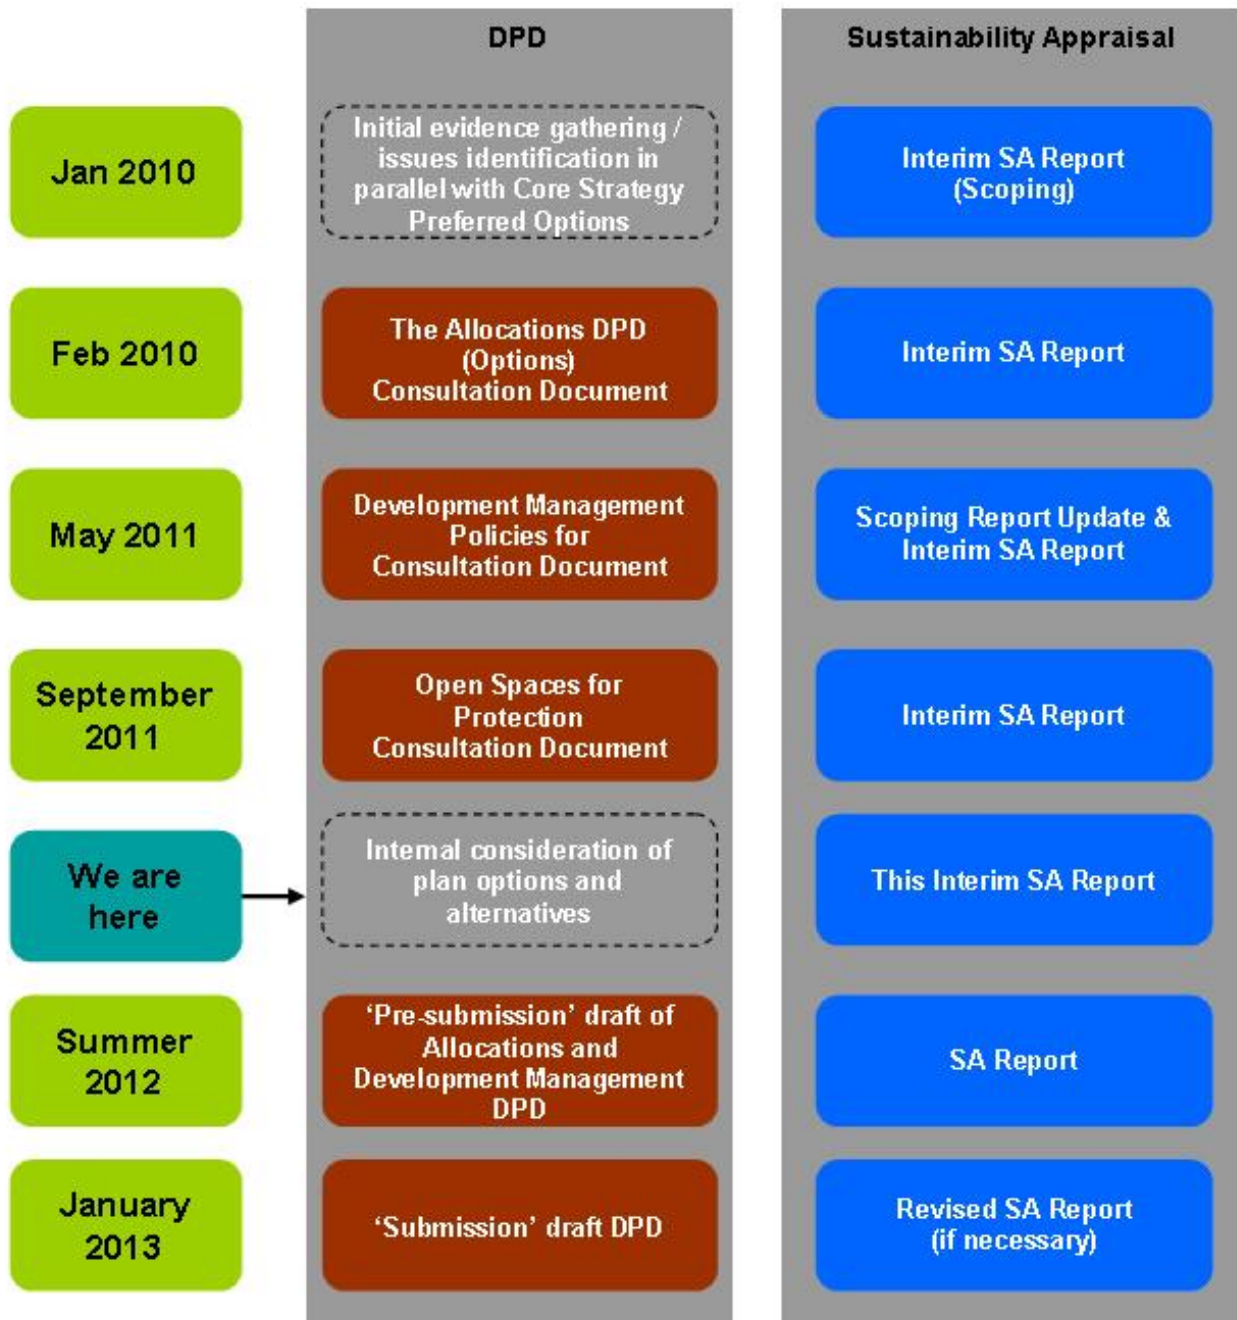 DPD
Sustainability Appraisal
Jan 2010
Initial evidence gathering /
issues identification in
parallel with Core Strategy
Preferred Options
Interim SA Report
(Scoping)
Feb 2010
The Allocations DPD
(Options)
Consultation Document
Interim SA Report
May 2011
Development Management
Policies for
Consultation Document
Scoping Report Update &
Interim SA Report
September
2011
Open Spaces for
Protection
Consultation Document
Interim SA Report
We are
here
Internal consideration of
plan options and
alternatives
This Interim SA Report
Summer
2012
‘Pre-submission’ draft of
Allocations and
Development Management
DPD
SA Report
January
2013
‘Submission’ draft DPD
Revised SA Report
(if necessary)